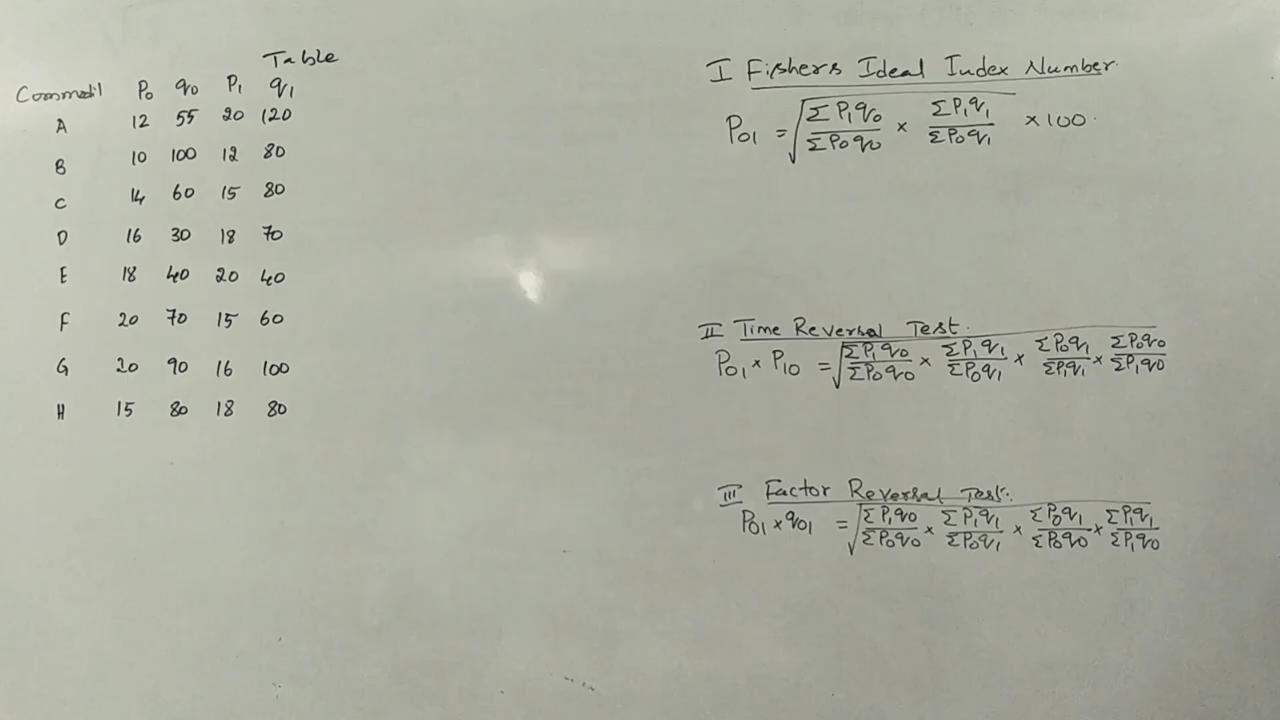 Table
Commodil P0 q0 P1 q1
A 12 55 20 120
B 10 100 12 80
C 14 60 15 80
D 16 30 18 70
E 18 40 20 40
F 20 70 15 60
G 20 90 16 100
H 15 80 18 80
I Fishers Ideal Index Number.
P01 = √(ΣP1q0/ΣP0q0 × ΣP1q1/ΣP0q1) × 100.
II Time Reversal Test.
P01 × P10 = √(ΣP1q0/ΣP0q0 × ΣP1q1/ΣP0q1 × ΣP0q1/ΣP1q1 × ΣP0q0/ΣP1q0)
III Factor Reversal Test.
P01 × q01 = √(ΣP1q0/ΣP0q0 × ΣP1q1/ΣP0q1 × ΣP0q1/ΣP0q0 × ΣP1q1/ΣP1q0)